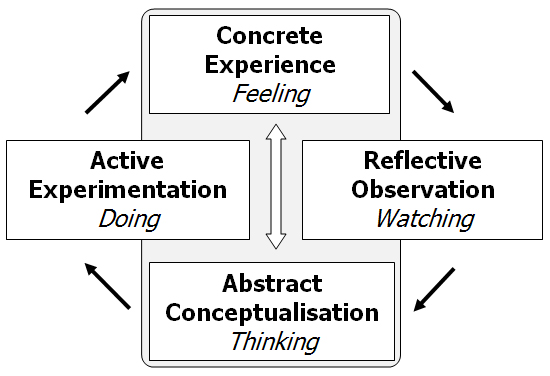 Concrete
Experience
Feeling
Active
Experimentation
Doing
Reflective
Observation
Watching
Abstract
Conceptualisation
Thinking